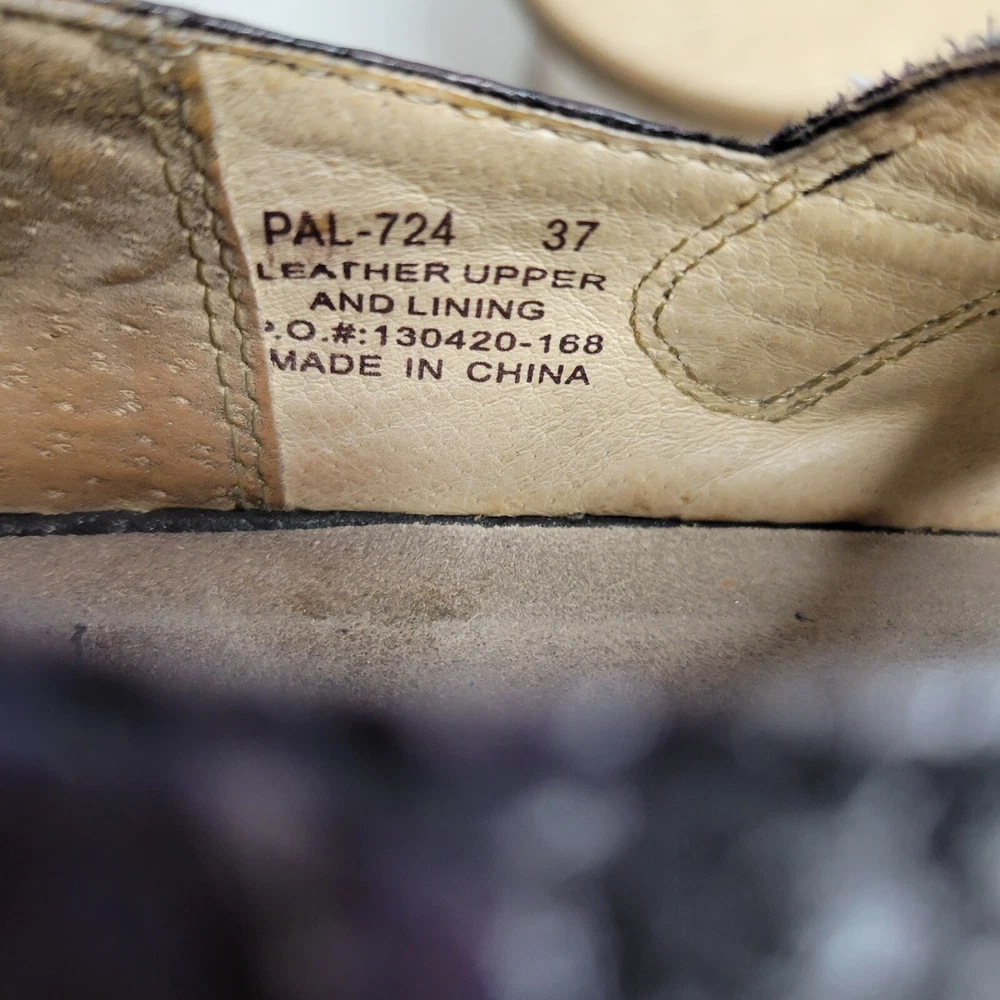 PAL-724 37
LEATHER UPPER
AND LINING
P.O.#:130420-168
MADE IN CHINA